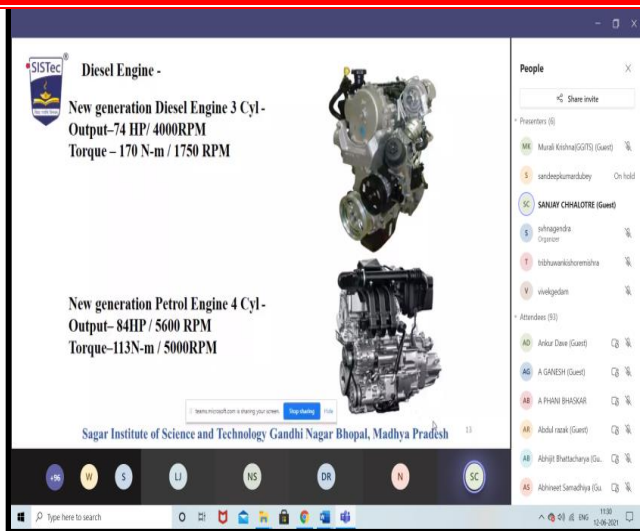 SISTec
Diesel Engine -
New generation Diesel Engine 3 Cyl -
Output–74 HP/ 4000RPM
Torque – 170 N-m / 1750 RPM
New generation Petrol Engine 4 Cyl -
Output– 84HP / 5600 RPM
Torque–113N-m / 5000RPM
teams.microsoft.com is sharing your screen. Stop sharing Hide
Sagar Institute of Science and Technology Gandhi Nagar Bhopal, Madhya Pradesh 13
People
Share invite
Presenters (6)
MK Murali Krishna(GGITS) (Guest)
S sandeepkumardubey On hold
SC SANJAY CHHALOTRE (Guest)
S svhnagendra
Organizer
T tribhuwankishoremishra
V vivekgedam
Attendees (93)
AD Ankur Dave (Guest)
AG A GANESH (Guest)
AB A PHANI BHASKAR
AR Abdul razak (Guest)
AB Abhijit Bhattacharya (Gu...
AS Abhineet Samadhiya (Gu
+96 W S LJ NS DR N SC
Type here to search
ENG 11:30
12-06-2021